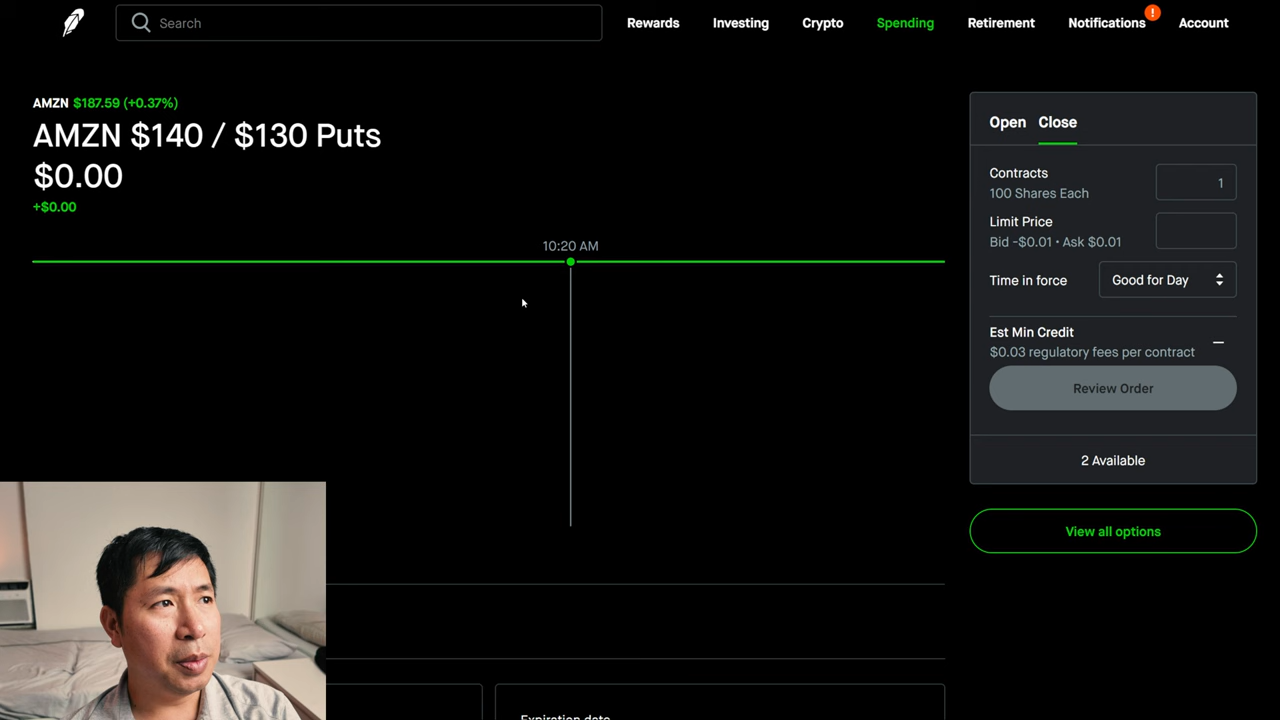 Search
Rewards
Investing
Crypto
Spending
Retirement
Notifications
!
Account
AMZN $187.59 (+0.37%)
AMZN $140 / $130 Puts
$0.00
+$0.00
10:20 AM
Open Close
Contracts
100 Shares Each
1
Limit Price
Bid -$0.01 • Ask $0.01
Time in force
Good for Day
Est Min Credit
$0.03 regulatory fees per contract
–
Review Order
2 Available
View all options
Expiration date